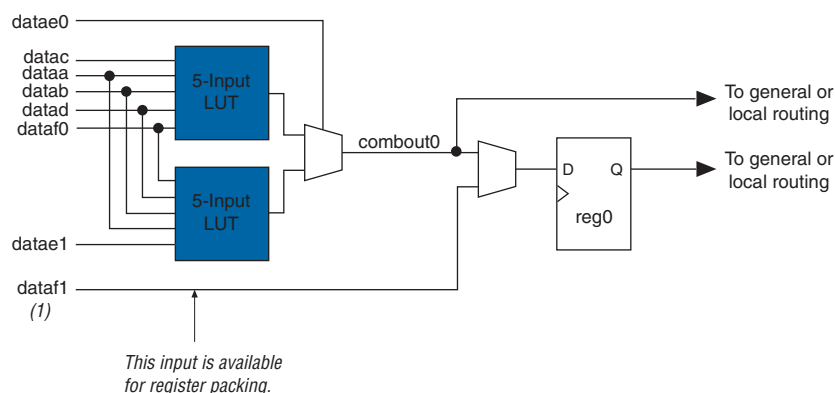 datae0
datac
dataa
datab
datad
dataf0
5-Input
LUT
combout0
To general or
local routing
D Q
reg0
To general or
local routing
5-Input
LUT
datae1
dataf1
(1)
This input is available
for register packing.